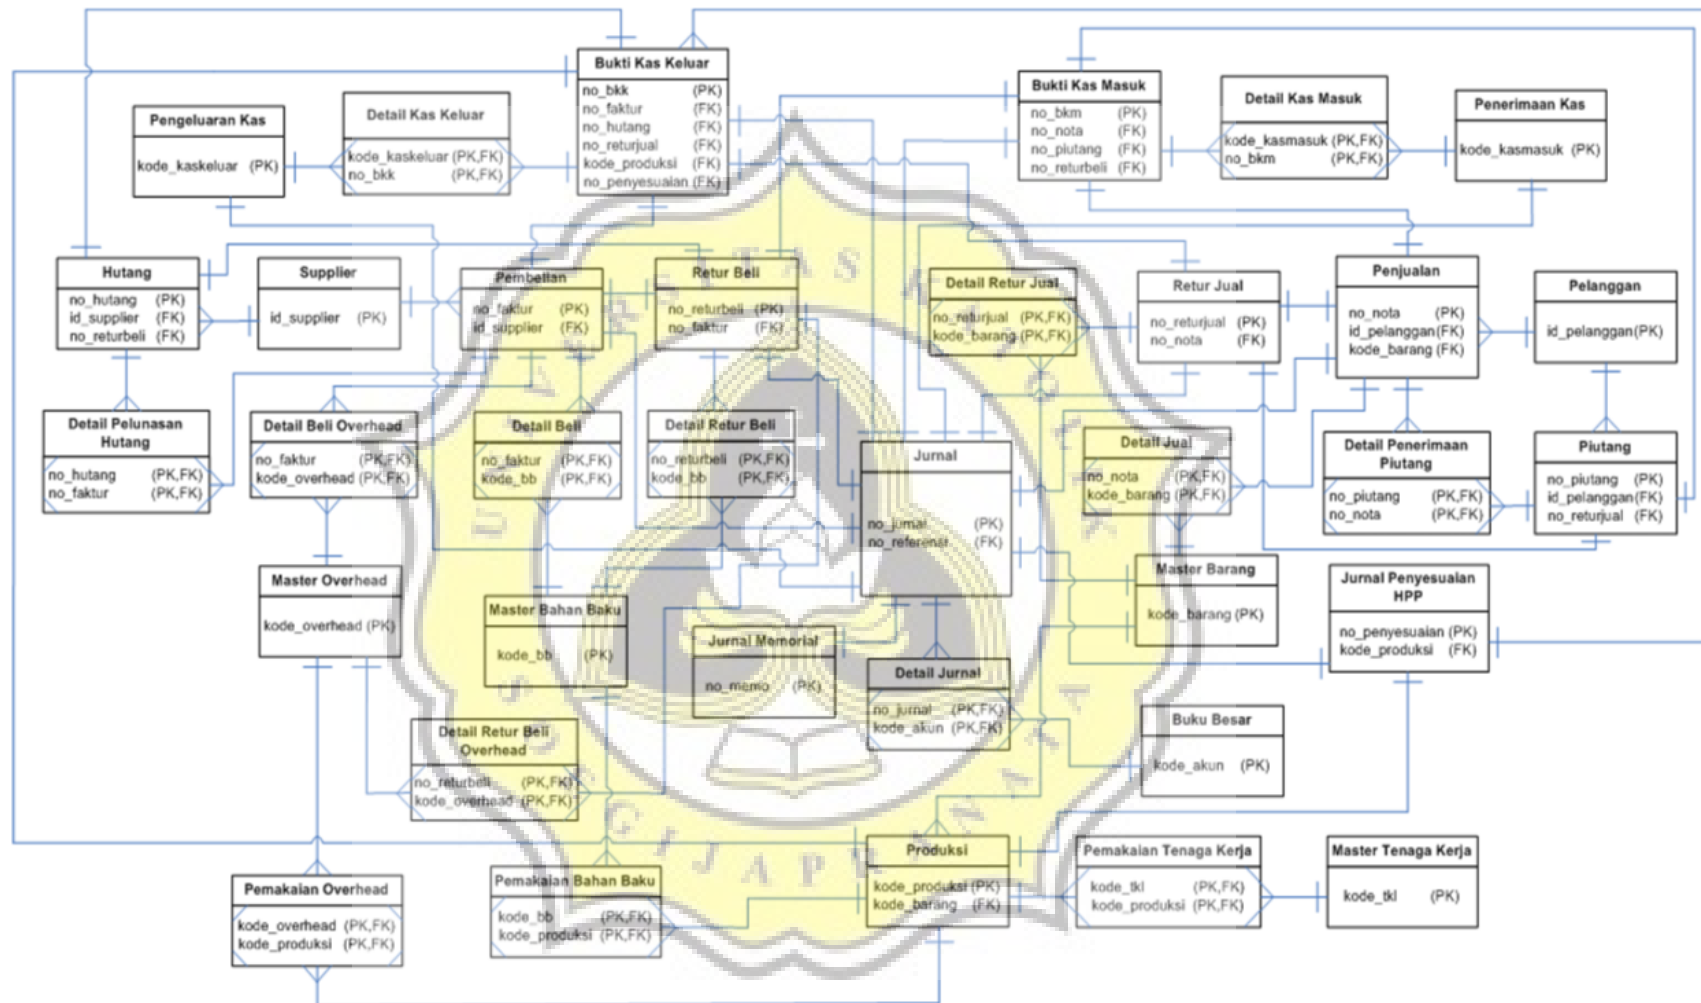 Bukti Kas Keluar
no_bkk (PK)
no_faktur (FK)
no_hutang (FK)
no_returjual (FK)
kode_produksi (FK)
no_penyesuaian (FK)
Bukti Kas Masuk
no_bkm (PK)
no_nota (FK)
no_piutang (FK)
no_returbeli (FK)
Detail Kas Masuk
kode_kasmasuk (PK,FK)
no_bkm (PK,FK)
Penerimaan Kas
kode_kasmasuk (PK)
Pengeluaran Kas
kode_kaskeluar (PK)
Detail Kas Keluar
kode_kaskeluar (PK,FK)
no_bkk (PK,FK)
Hutang
no_hutang (PK)
id_supplier (FK)
no_returbeli (FK)
Supplier
id_supplier (PK)
Pembelian
no_faktur (PK)
id_supplier (FK)
Retur Beli
no_returbeli (PK)
no_faktur (FK)
Detail Retur Jual
no_returjual (PK,FK)
kode_barang (PK,FK)
Retur Jual
no_returjual (PK)
no_nota (FK)
Penjualan
no_nota (PK)
id_pelanggan (FK)
kode_barang (FK)
Pelanggan
id_pelanggan (PK)
Detail Pelunasan
Hutang
no_hutang (PK,FK)
no_faktur (PK,FK)
Detail Beli Overhead
no_faktur (PK,FK)
kode_overhead (PK,FK)
Detail Beli
no_faktur (PK,FK)
kode_bb (PK,FK)
Detail Retur Beli
no_returbeli (PK,FK)
kode_bb (PK,FK)
Jurnal
no_jurnal (PK)
no_referensi (FK)
Detail Jual
no_nota (PK,FK)
kode_barang (PK,FK)
Detail Penerimaan
Piutang
no_piutang (PK,FK)
no_nota (PK,FK)
Piutang
no_piutang (PK)
id_pelanggan (FK)
no_returjual (FK)
Master Overhead
kode_overhead (PK)
Master Bahan Baku
kode_bb (PK)
Jurnal Memorial
no_memo (PK)
Detail Jurnal
no_jurnal (PK,FK)
kode_akun (PK,FK)
Master Barang
kode_barang (PK)
Jurnal Penyesuaian
HPP
no_penyesuaian (PK)
kode_produksi (FK)
Buku Besar
kode_akun (PK)
Detail Retur Beli
Overhead
no_returbeli (PK,FK)
kode_overhead (PK,FK)
Pemakaian Overhead
kode_overhead (PK,FK)
kode_produksi (PK,FK)
Pemakaian Bahan Baku
kode_bb (PK,FK)
kode_produksi (PK,FK)
Produksi
kode_produksi (PK)
kode_barang (FK)
Pemakaian Tenaga Kerja
kode_tkl (PK,FK)
kode_produksi (PK,FK)
Master Tenaga Kerja
kode_tkl (PK)